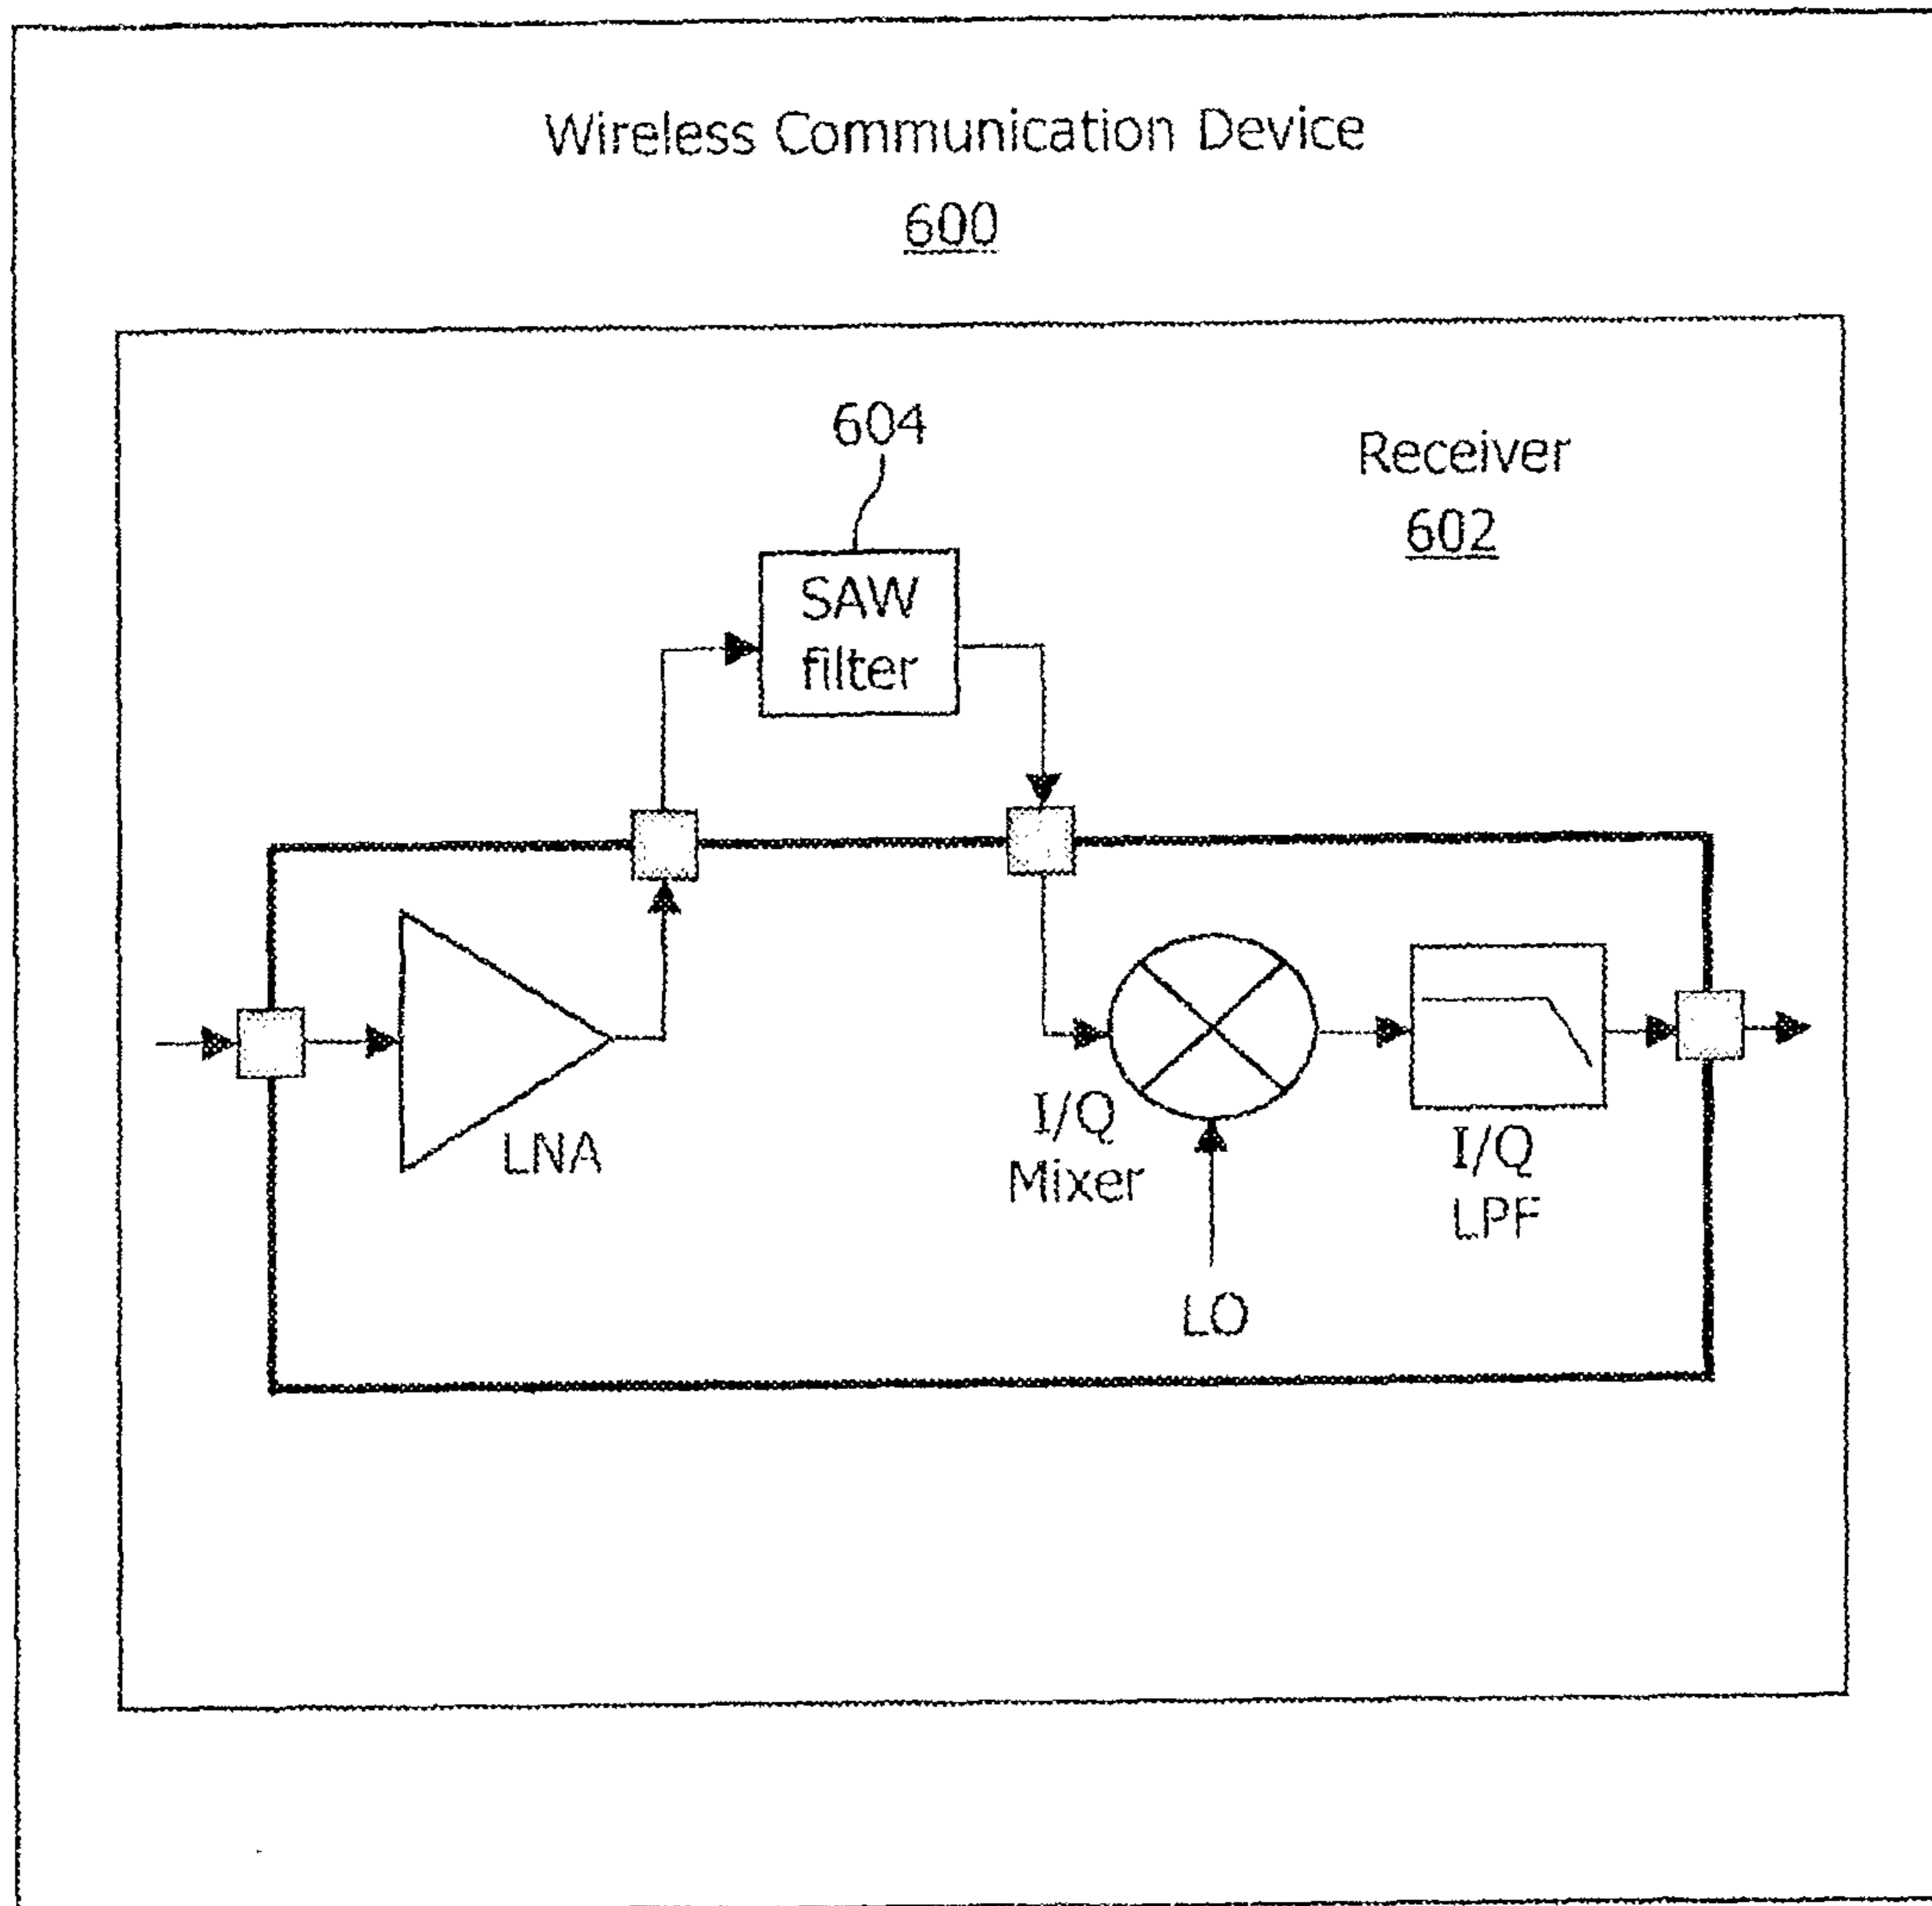 Wireless Communication Device
600
604
Receiver
602
SAW
filter
LNA
I/Q
Mixer
I/Q
LPF
LO